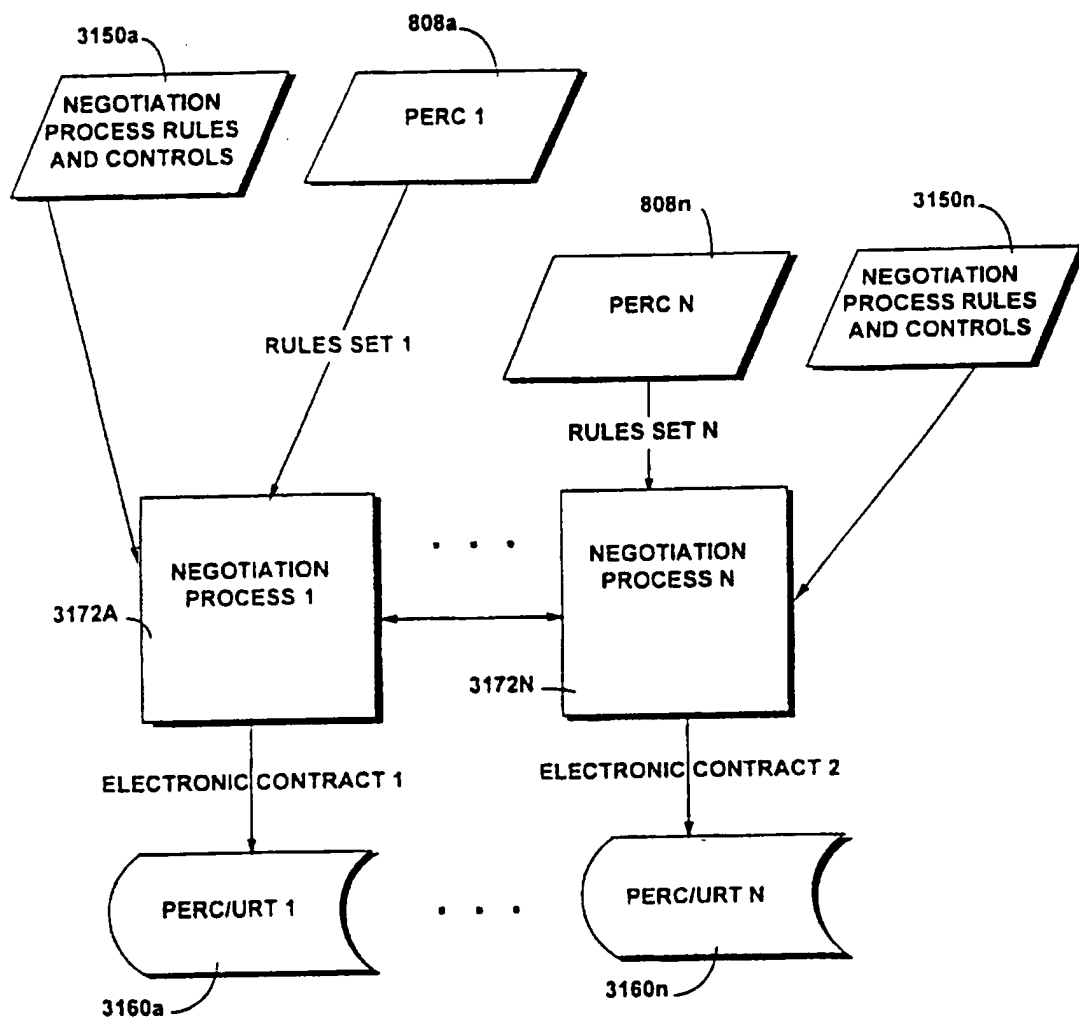 3150a
808a
NEGOTIATION
PROCESS RULES
AND CONTROLS
PERC 1
808n
3150n
PERC N
NEGOTIATION
PROCESS RULES
AND CONTROLS
RULES SET 1
RULES SET N
NEGOTIATION
PROCESS 1
. . .
NEGOTIATION
PROCESS N
3172A
3172N
ELECTRONIC CONTRACT 1
ELECTRONIC CONTRACT 2
PERC/URT 1
. . .
PERC/URT N
3160a
3160n